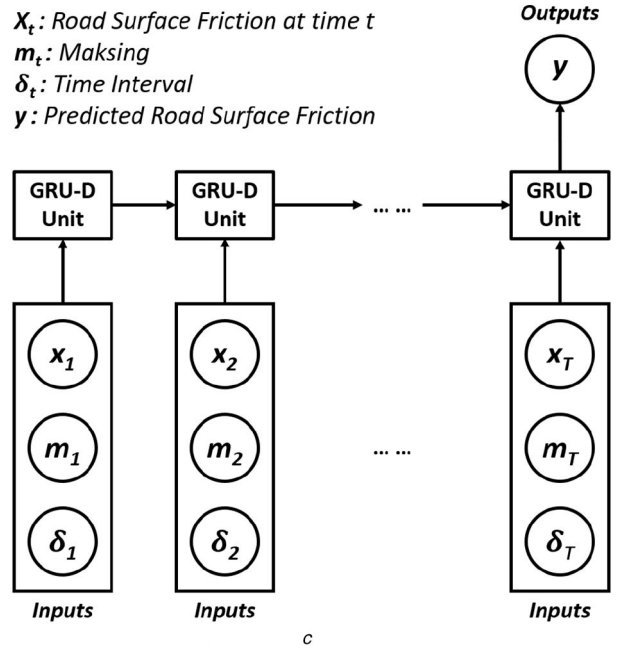 X_t : Road Surface Friction at time t
m_t : Maksing
δ_t : Time Interval
y : Predicted Road Surface Friction
Outputs
y
GRU-D Unit
GRU-D Unit
... ...
GRU-D Unit
x_1
x_2
x_T
m_1
m_2
... ...
m_T
δ_1
δ_2
δ_T
Inputs
Inputs
Inputs
c